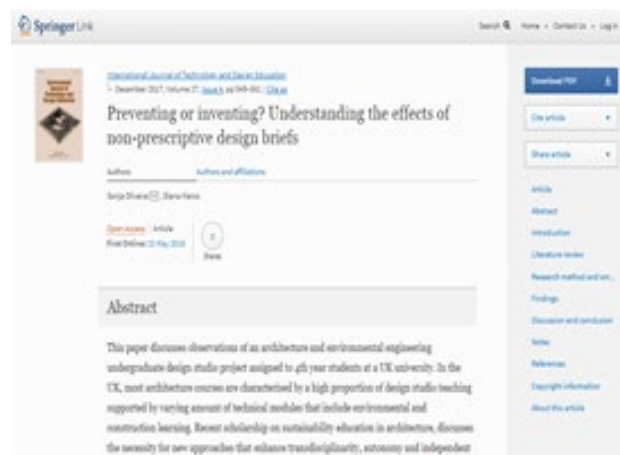 Springer Link
Search Home • Contact Us • Log in
International Journal of Technology and Design Education
December 2017, Volume 27, Issue 4, pp 549–561 | Cite as
Preventing or inventing? Understanding the effects of
non-prescriptive design briefs
Authors Authors and affiliations
Sonja Oliveira, Elena Marco
Open Access Article
First Online: 13 May 2016
Shares
Abstract
This paper discusses observations of an architecture and environmental engineering
undergraduate design studio project assigned to 4th year students at a UK university. In the
UK, most architecture courses are characterised by a high proportion of design studio teaching
supported by varying amount of technical modules that include environmental and
construction learning. Recent scholarship on sustainability education in architecture, discusses
the necessity for new approaches that enhance transdisciplinarity, autonomy and independent
Download PDF
Cite article
Share article
Article
Abstract
Introduction
Literature review
Research method and em...
Findings
Discussion and conclusion
Notes
References
Copyright information
About this article